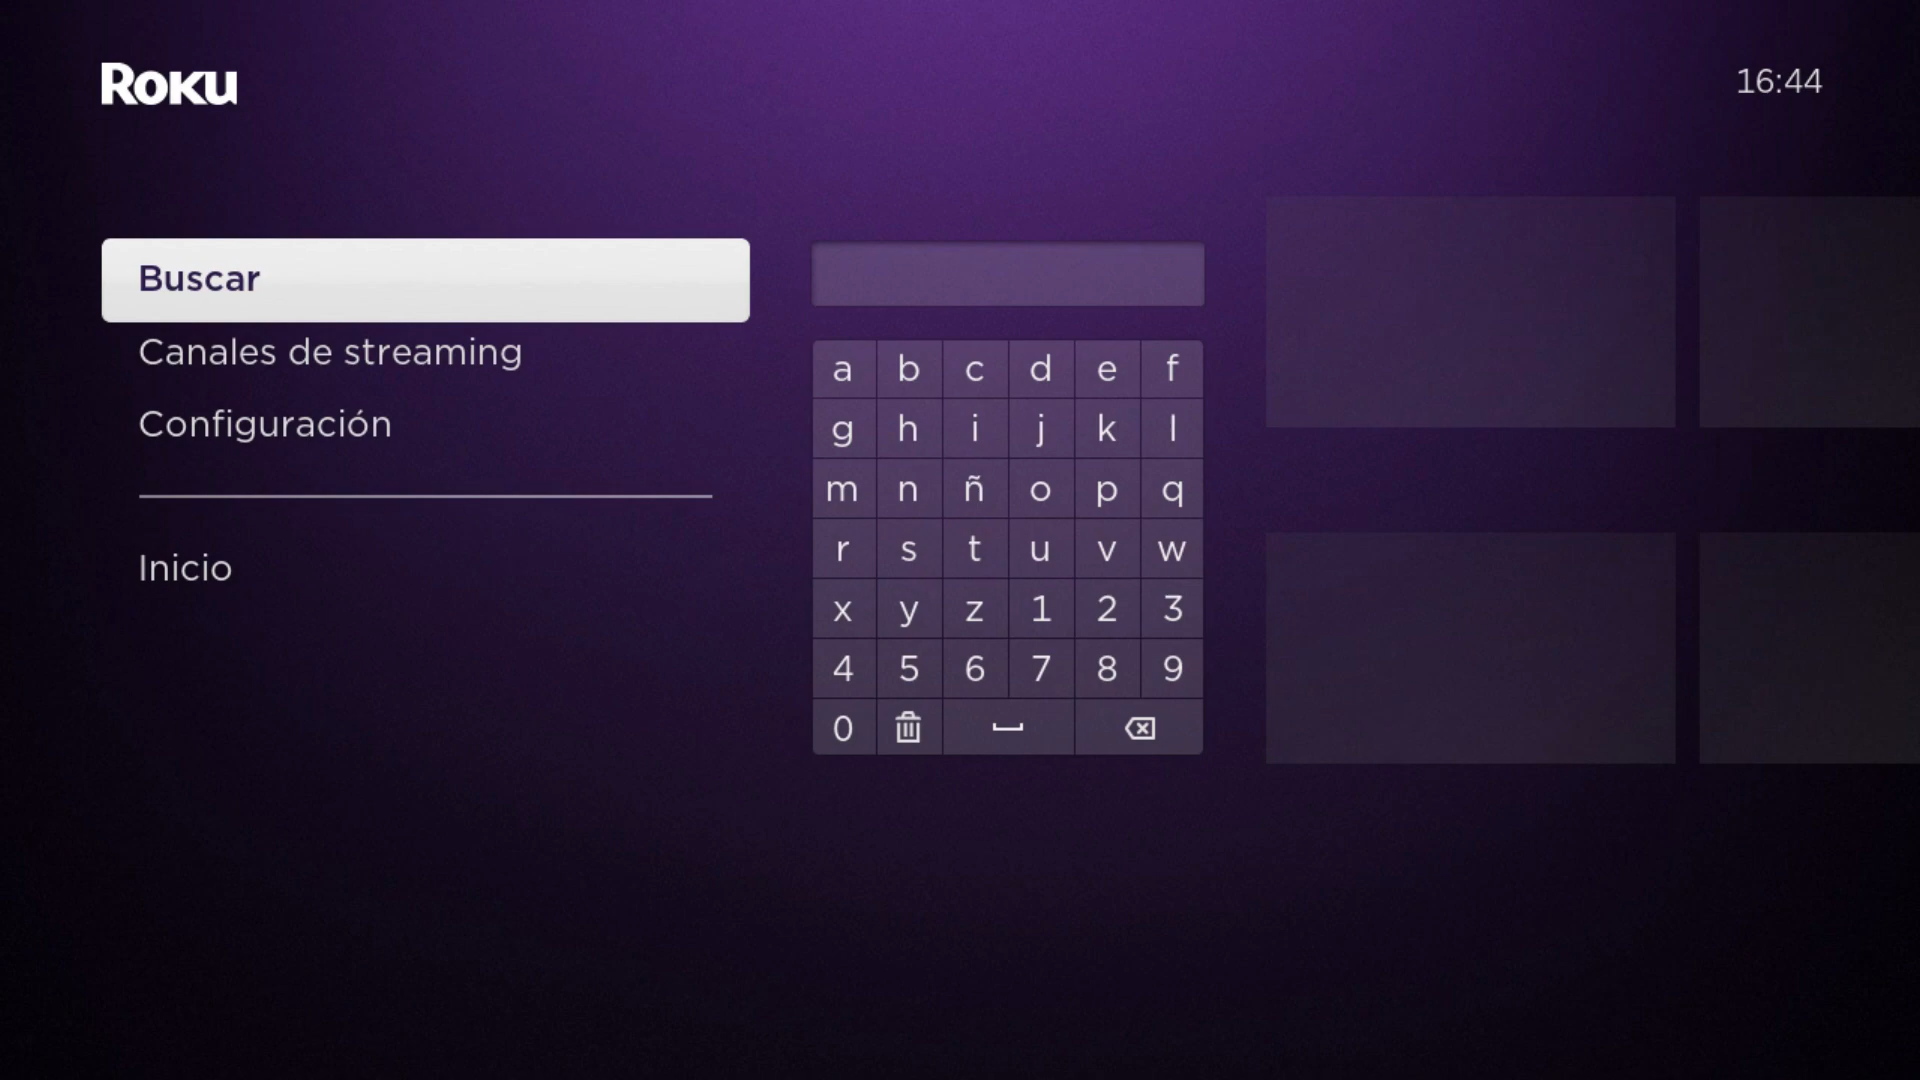 Roku
16:44
Buscar
Canales de streaming
Configuración
Inicio
a b c d e f
g h i j k l
m n ñ o p q
r s t u v w
x y z 1 2 3
4 5 6 7 8 9
0